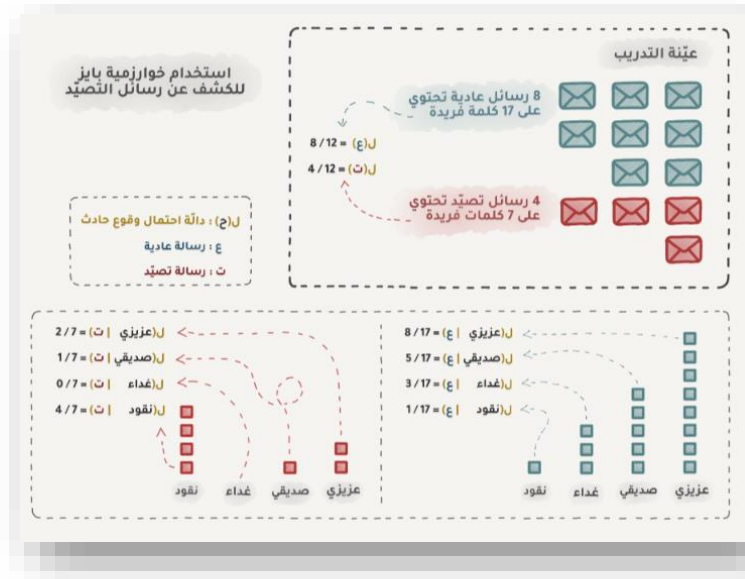 استخدام خوارزمية بايز
للكشف عن رسائل التصيّد
عيّنة التدريب
8 رسائل عادية تحتوي
على 17 كلمة فريدة
ل(ع) = 8/12
ل(ت) = 4/12
4 رسائل تصيّد تحتوي
على 7 كلمات فريدة
ل(ح) : دالّة احتمال وقوع حادث
ع : رسالة عادية
ت : رسالة تصيّد
ل(عزيزي | ع) = 8/17
ل(صديقي | ع) = 5/17
ل(غداء | ع) = 3/17
ل(نقود | ع) = 1/17
عزيزي صديقي غداء نقود
ل(عزيزي | ت) = 2/7
ل(صديقي | ت) = 1/7
ل(غداء | ت) = 0/7
ل(نقود | ت) = 4/7
عزيزي صديقي غداء نقود